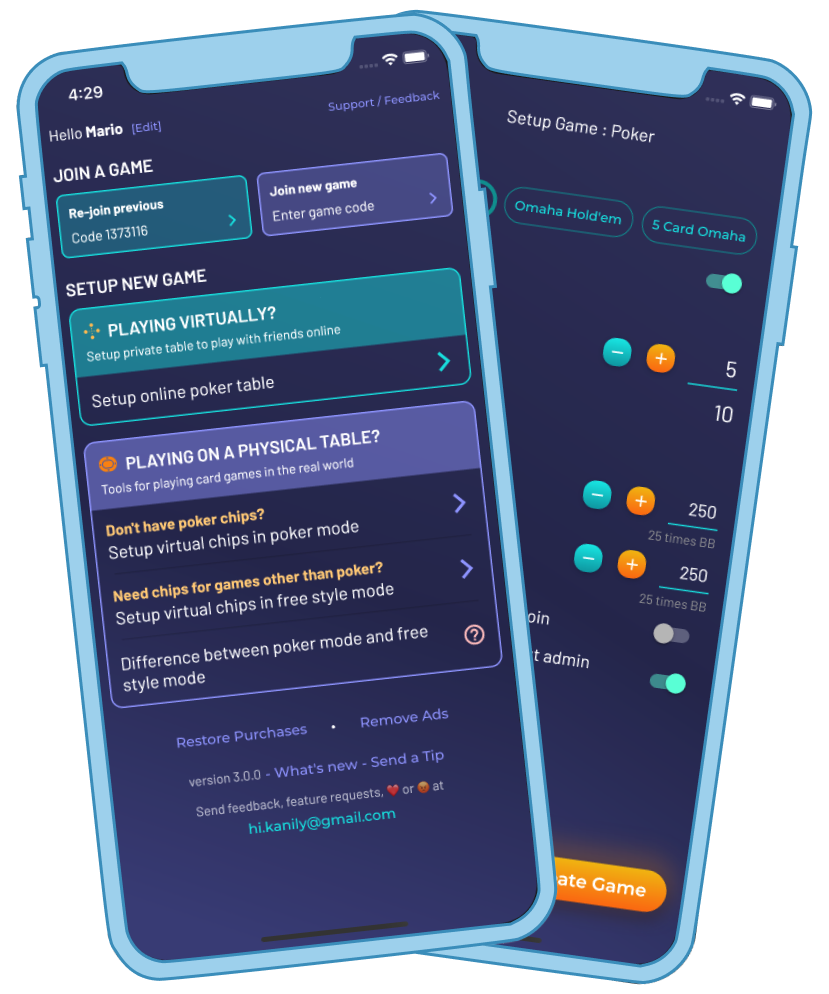 4:29
Hello Mario [Edit]
Support / Feedback
JOIN A GAME
Re-join previous
Code 1373116
Join new game
Enter game code
SETUP NEW GAME
PLAYING VIRTUALLY?
Setup private table to play with friends online
Setup online poker table
PLAYING ON A PHYSICAL TABLE?
Tools for playing card games in the real world
Don't have poker chips?
Setup virtual chips in poker mode
Need chips for games other than poker?
Setup virtual chips in free style mode
Difference between poker mode and free
style mode
Restore Purchases • Remove Ads
version 3.0.0 - What's new - Send a Tip
Send feedback, feature requests, ❤️ or 😡 at
hi.kanily@gmail.com
Setup Game : Poker
Omaha Hold'em
5 Card Omaha
− + 5
10
− + 250
25 times BB
− + 250
25 times BB
oin
t admin
ate Game